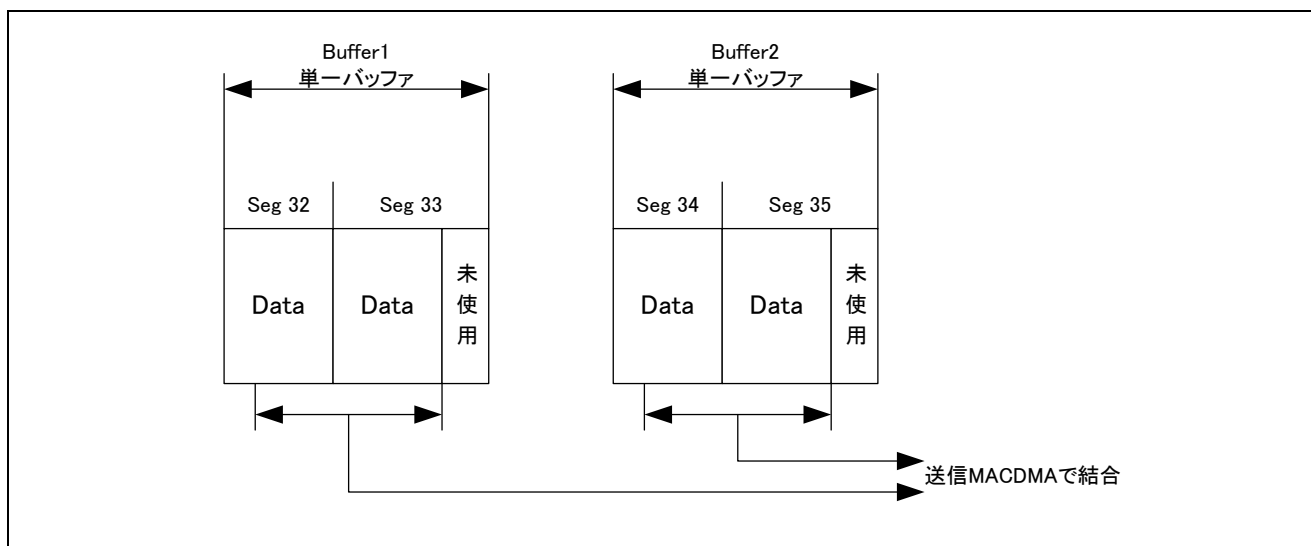 Buffer1
単一バッファ
Buffer2
単一バッファ
Seg 32
Seg 33
Seg 34
Seg 35
Data
Data
未使用
Data
Data
未使用
送信MACDMAで結合